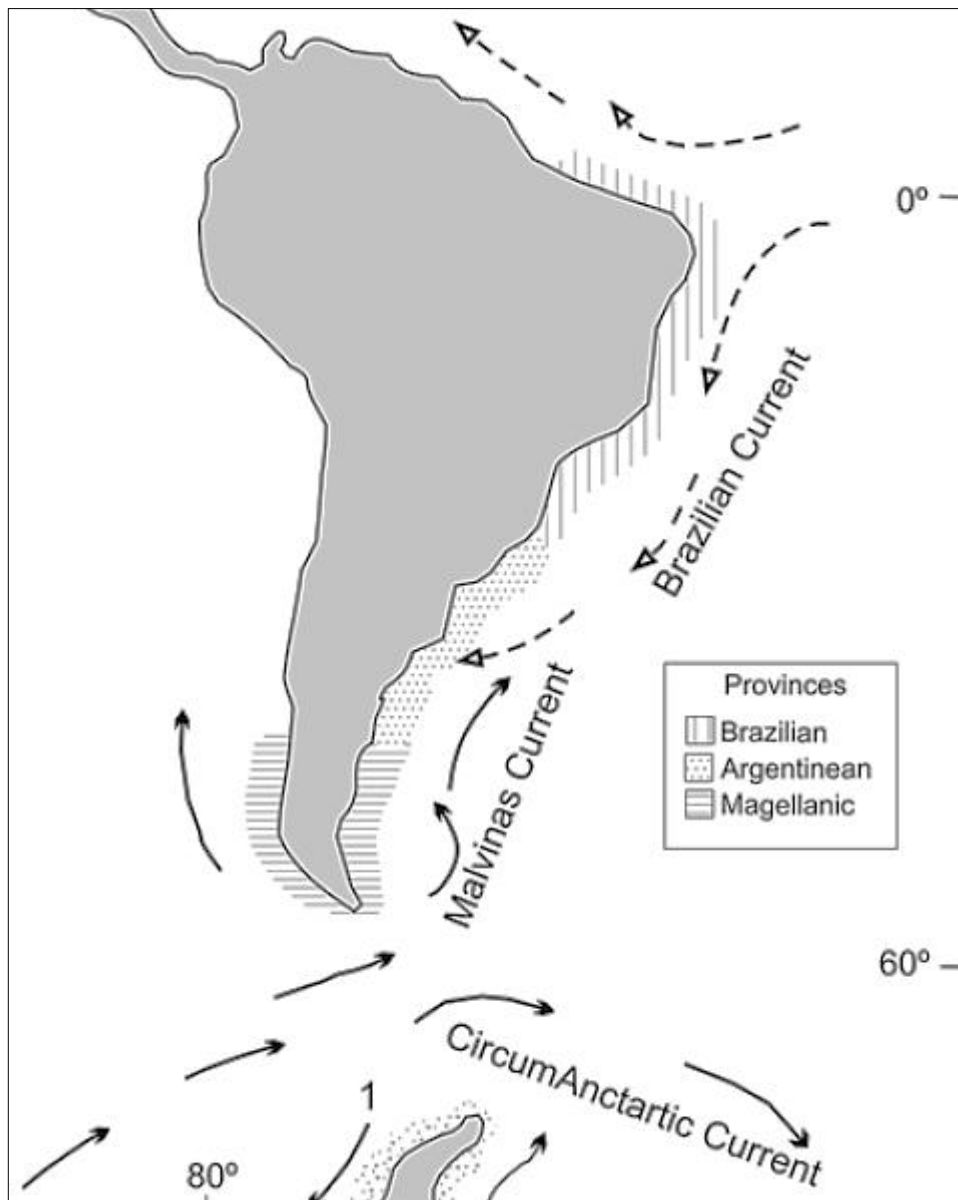 0º
Brazilian Current
Provinces
Brazilian
Argentinean
Magellanic
Malvinas Current
60º
CircumAnctartic Current
1
80º